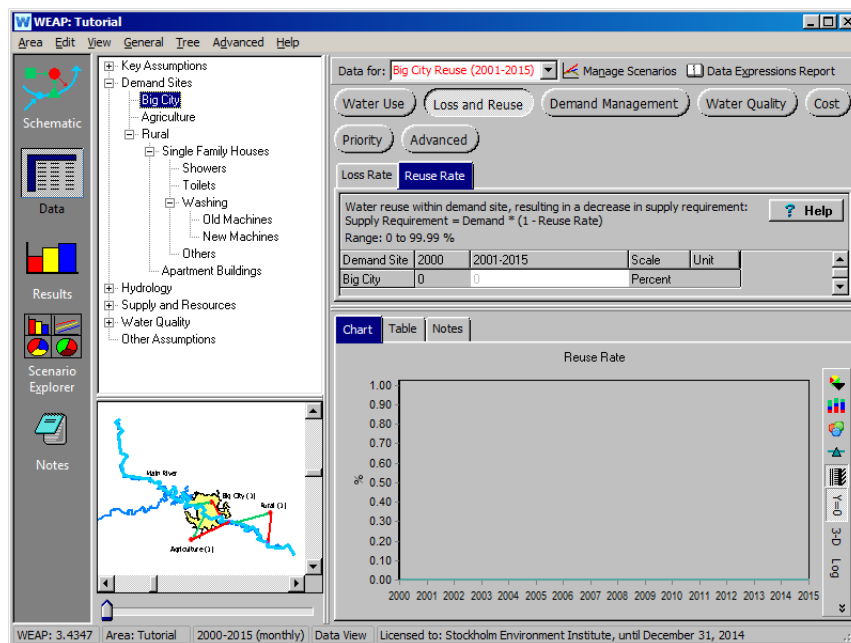 WEAP: Tutorial
Area Edit View General Tree Advanced Help
Schematic
Data
Results
Scenario
Explorer
Notes
Key Assumptions
Demand Sites
Big City
Agriculture
Rural
Single Family Houses
Showers
Toilets
Washing
Old Machines
New Machines
Others
Apartment Buildings
Hydrology
Supply and Resources
Water Quality
Other Assumptions
Main River
Big City (1)
Rural (1)
Agriculture (1)
Data for: Big City Reuse (2001-2015) Manage Scenarios Data Expressions Report
Water Use Loss and Reuse Demand Management Water Quality Cost
Priority Advanced
Loss Rate Reuse Rate
Water reuse within demand site, resulting in a decrease in supply requirement:
Supply Requirement = Demand * (1 - Reuse Rate)
Range: 0 to 99.99 %
? Help
Demand Site 2000 2001-2015 Scale Unit
Big City 0 0 Percent
Chart Table Notes
Reuse Rate
1.00
0.90
0.80
0.70
0.60
0.50
0.40
0.30
0.20
0.10
0.00
%
2000 2001 2002 2003 2004 2005 2006 2007 2008 2009 2010 2011 2012 2013 2014 2015
Y=0
3-D
Log
WEAP: 3.4347 Area: Tutorial 2000-2015 (monthly) Data View Licensed to: Stockholm Environment Institute, until December 31, 2014